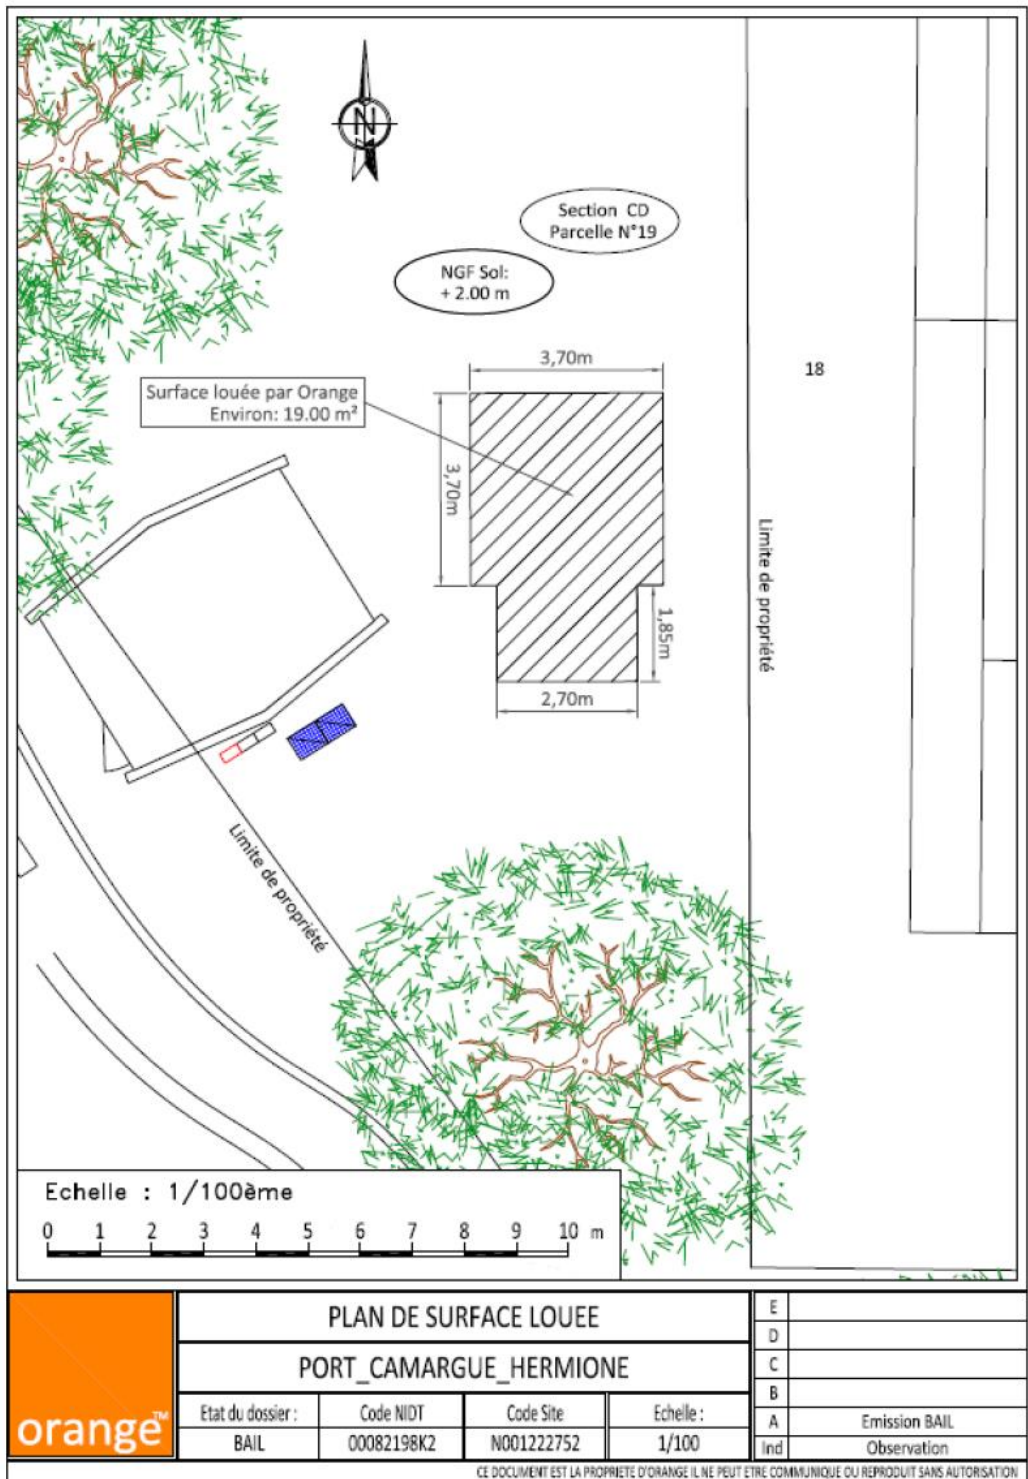 N
Section CD
Parcelle N°19
NGF Sol:
+ 2.00 m
3,70m
18
Surface louée par Orange
Environ: 19.00 m²
3,70m
Limite de propriété
1,85m
2,70m
Limite de propriété
Echelle : 1/100ème
0 1 2 3 4 5 6 7 8 9 10 m
PLAN DE SURFACE LOUEE
PORT_CAMARGUE_HERMIONE
Etat du dossier : Code NIDT Code Site Echelle :
BAIL 00082198K2 N001222752 1/100
orange™
E
D
C
B
A Emission BAIL
Ind Observation
CE DOCUMENT EST LA PROPRIETE D'ORANGE IL NE PEUT ETRE COMMUNIQUE OU REPRODUIT SANS AUTORISATION